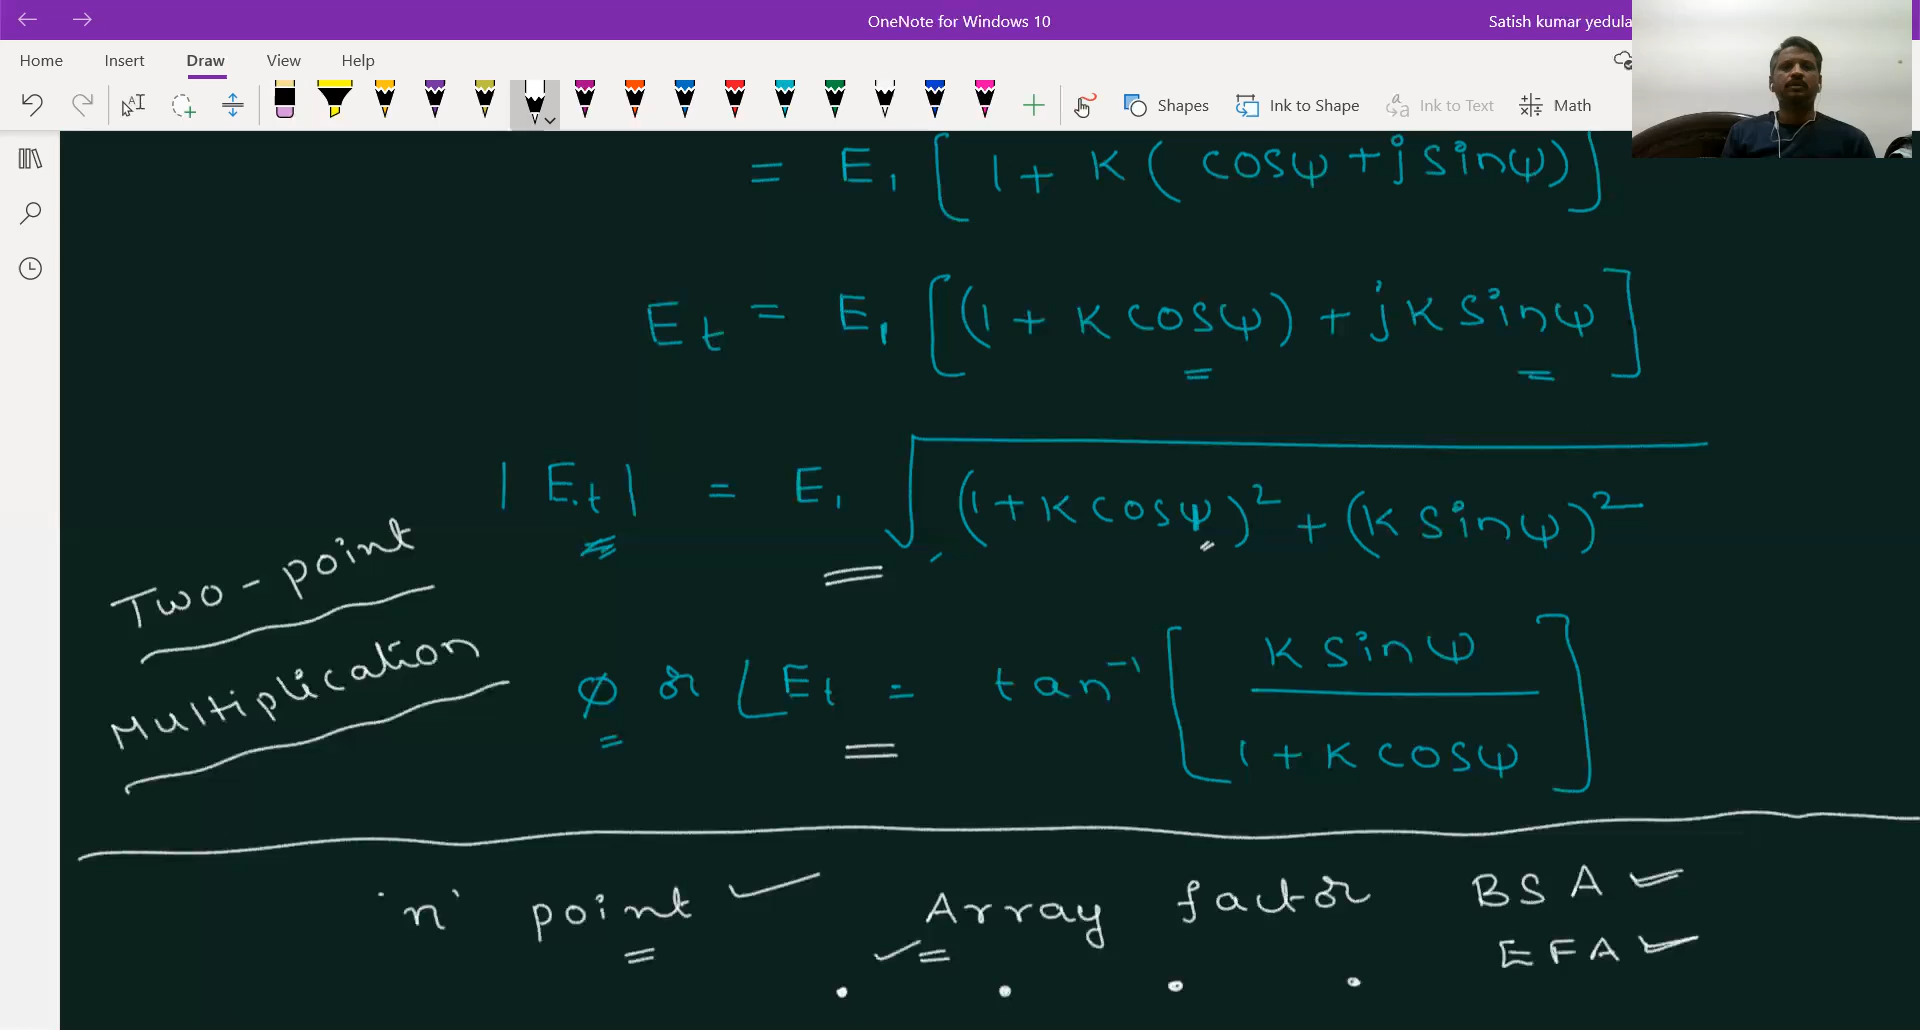 OneNote for Windows 10
Satish kumar yedula
Home Insert Draw View Help
Shapes Ink to Shape Ink to Text Math
= E₁ [ 1 + K ( cosψ + j sinψ) ]
Et = E₁ [(1 + K cosψ) + j K sinψ ]
| Et | = E₁ √ (1 + K cosψ)² + (K sinψ)²
Two-point
Multiplication
φ or ∠Et = tan⁻¹ [ K sinψ
1 + K cosψ ]
'n' point ✓ Array factor BSA ✓
✓ EFA ✓